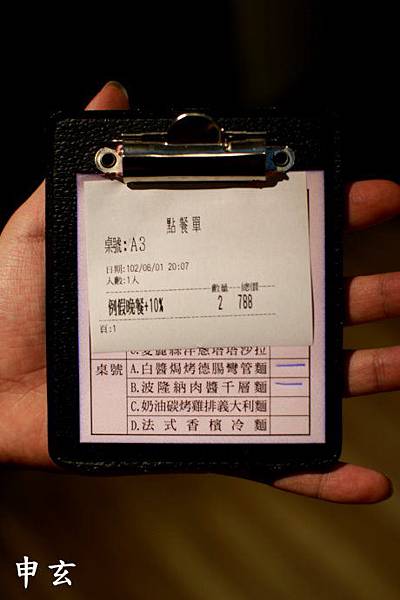 點餐單
桌號:A3
日期:102/06/01 20:07
人數:1人
數量 總價
例假晚餐+10% 2 788
頁:1
桌號
A.白醬焗烤德腸彎管麵
B.波隆納肉醬千層麵
C.奶油碳烤雞排義大利麵
D.法式香檳冷麵
申玄